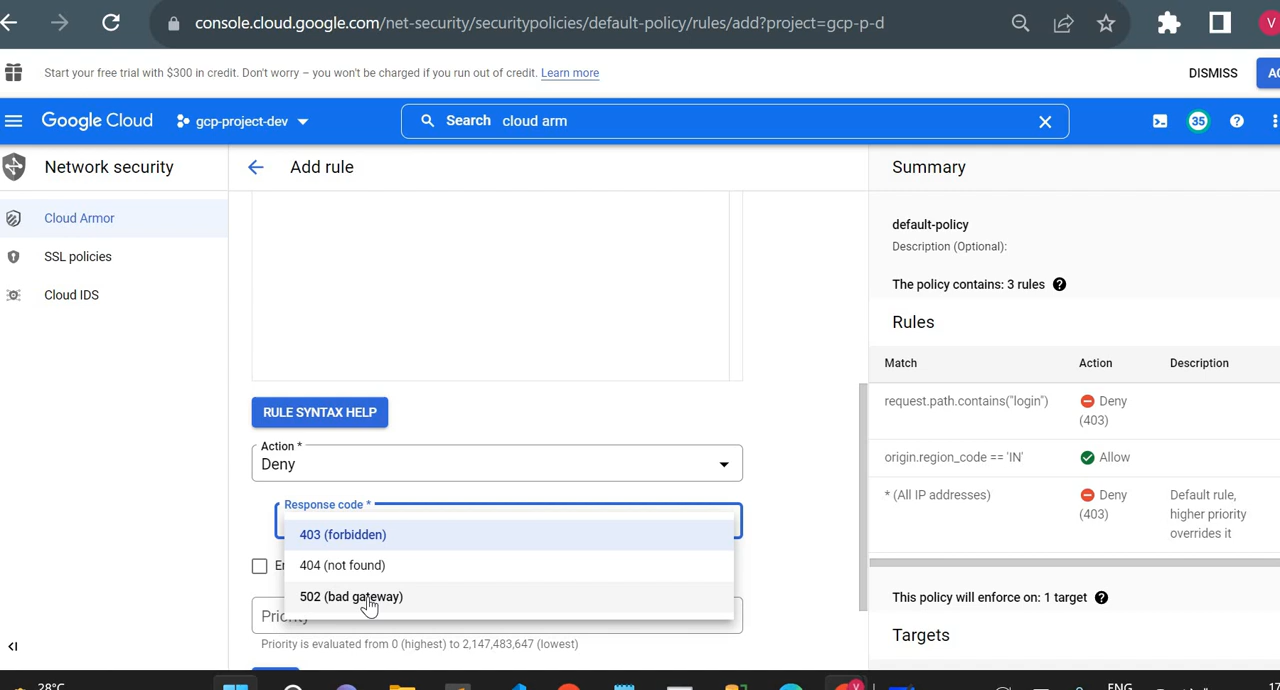 console.cloud.google.com/net-security/securitypolicies/default-policy/rules/add?project=gcp-p-d
V
Start your free trial with $300 in credit. Don't worry – you won't be charged if you run out of credit. Learn more
DISMISS
Google Cloud
gcp-project-dev
Search cloud arm
35
Network security
Add rule
Summary
Cloud Armor
SSL policies
Cloud IDS
RULE SYNTAX HELP
Action *
Deny
Response code *
403 (forbidden)
404 (not found)
502 (bad gateway)
Priority is evaluated from 0 (highest) to 2,147,483,647 (lowest)
default-policy
Description (Optional):
The policy contains: 3 rules
Rules
Match Action Description
request.path.contains("login") Deny
(403)
origin.region_code == 'IN' Allow
* (All IP addresses) Deny Default rule,
(403) higher priority
overrides it
This policy will enforce on: 1 target
Targets
28°C
ENG